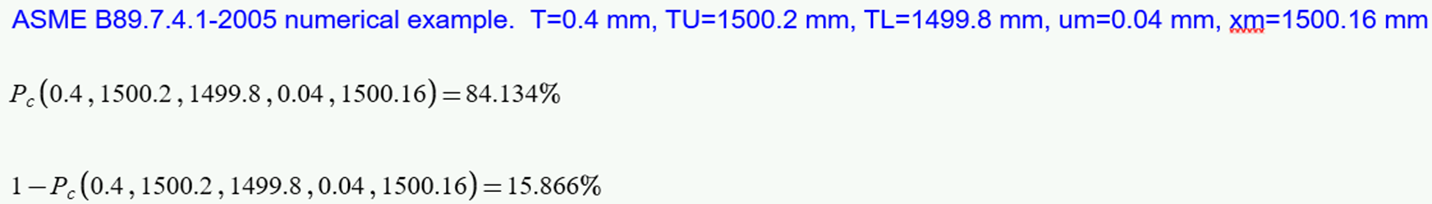 ASME B89.7.4.1-2005 numerical example.  T=0.4 mm, TU=1500.2 mm, TL=1499.8 mm, um=0.04 mm, xm=1500.16 mm
P_c(0.4, 1500.2, 1499.8, 0.04, 1500.16)=84.134%
1−P_c(0.4, 1500.2, 1499.8, 0.04, 1500.16)=15.866%